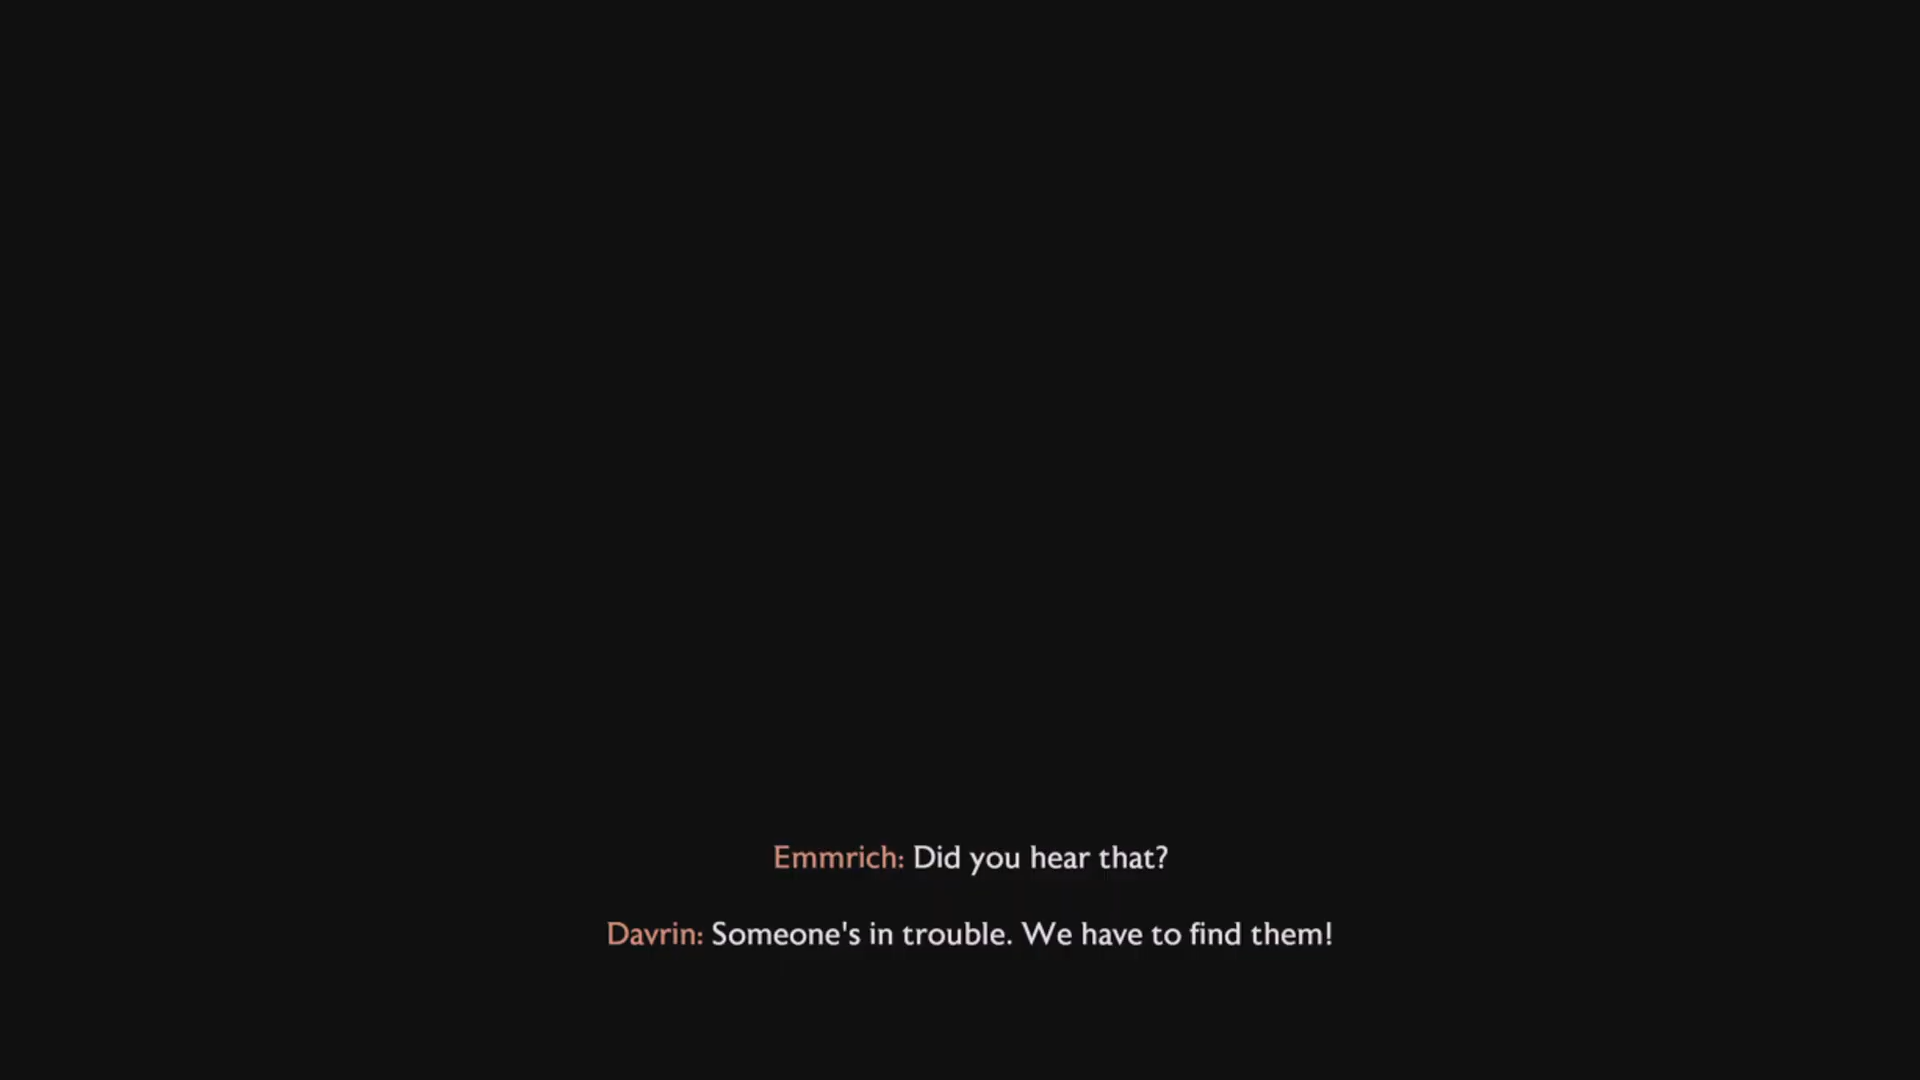 Emmrich: Did you hear that?
Davrin: Someone's in trouble. We have to find them!